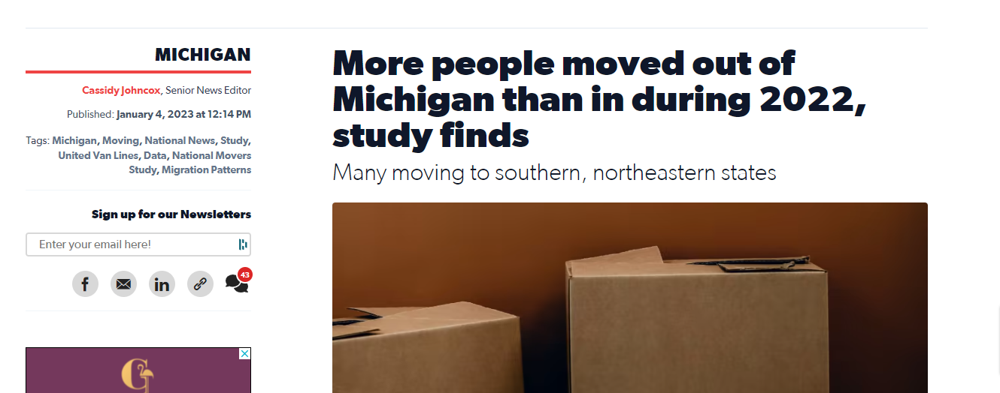 MICHIGAN
Cassidy Johncox, Senior News Editor
Published: January 4, 2023 at 12:14 PM
Tags: Michigan, Moving, National News, Study,
United Van Lines, Data, National Movers
Study, Migration Patterns
Sign up for our Newsletters
Enter your email here!
43
More people moved out of
Michigan than in during 2022,
study finds
Many moving to southern, northeastern states